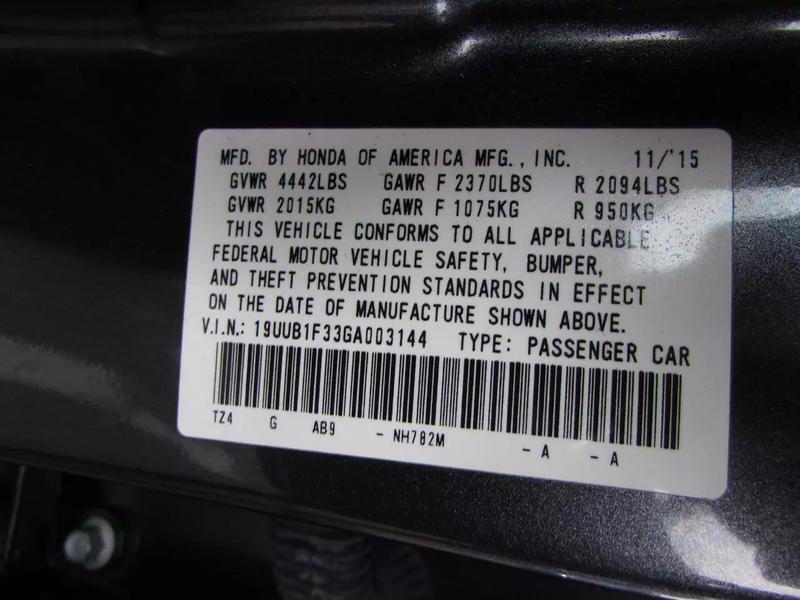 MFD. BY HONDA OF AMERICA MFG., INC. 11/'15
GVWR 4442LBS GAWR F 2370LBS R 2094LBS
GVWR 2015KG GAWR F 1075KG R 950KG
THIS VEHICLE CONFORMS TO ALL APPLICABLE
FEDERAL MOTOR VEHICLE SAFETY, BUMPER,
AND THEFT PREVENTION STANDARDS IN EFFECT
ON THE DATE OF MANUFACTURE SHOWN ABOVE.
V.I.N.: 19UUB1F33GA003144 TYPE: PASSENGER CAR
TZ4 G AB9 - NH782M - A - A